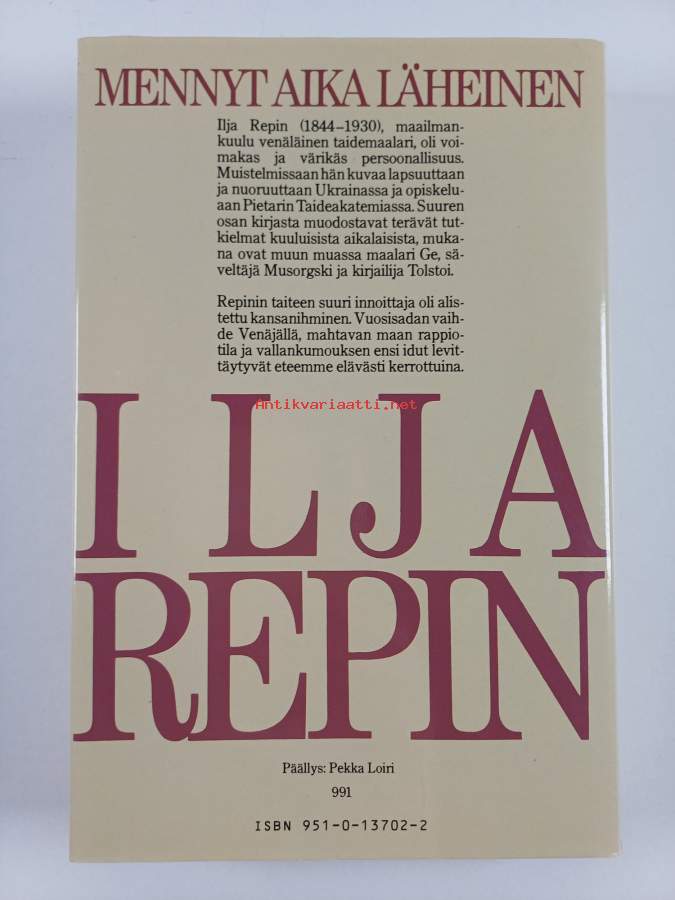 MENNYT AIKA LÄHEINEN
Ilja Repin (1844–1930), maailman-
kuulu venäläinen taidemaalari, oli voi-
makas ja värikäs persoonallisuus.
Muistelmissaan hän kuvaa lapsuuttaan
ja nuoruuttaan Ukrainassa ja opiskelu-
aan Pietarin Taideakatemiassa. Suuren
osan kirjasta muodostavat terävät tut-
kielmat kuuluisista aikalaisista, muka-
na ovat muun muassa maalari Ge, sä-
veltäjä Musorgski ja kirjailija Tolstoi.
Repinin taiteen suuri innoittaja oli alis-
tettu kansanihminen. Vuosisadan vaih-
de Venäjällä, mahtavan maan rappio-
tila ja vallankumouksen ensi idut levit-
täytyvät eteemme elävästi kerrottuina.
ILJA
Antikvariaatti.net
REPIN
Päällys: Pekka Loiri
991
ISBN 951-0-13702-2